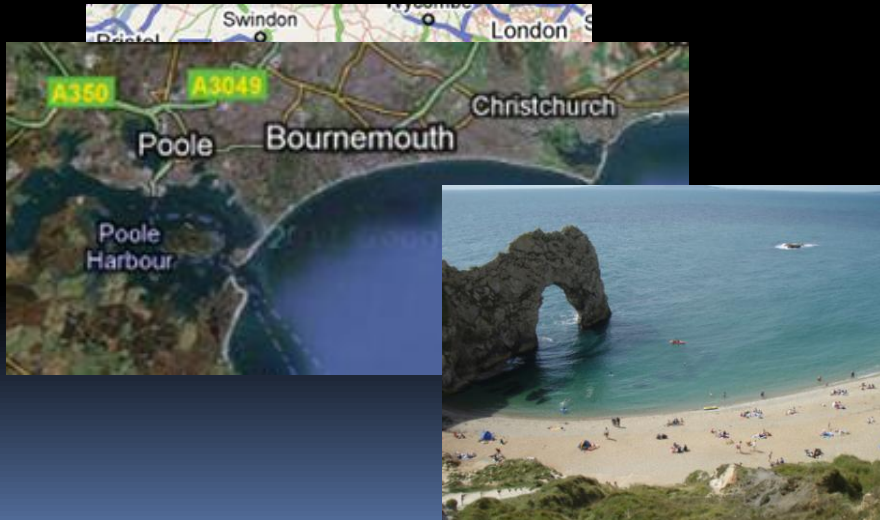 Swindon
London
A350
A3049
Christchurch
Poole
Bournemouth
Poole
Harbour